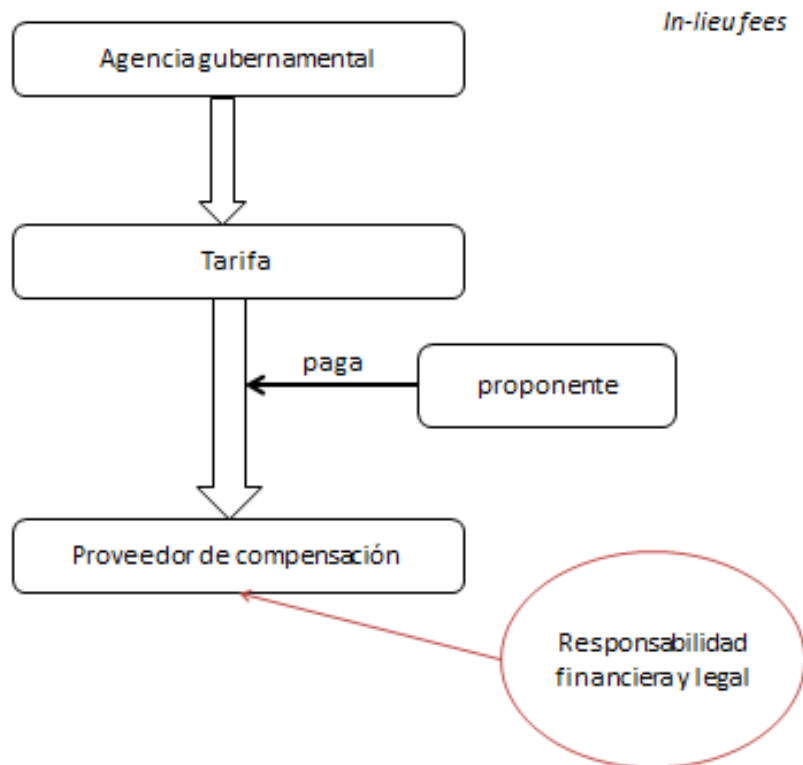 In-lieu fees
Agencia gubernamental
Tarifa
paga
proponente
Proveedor de compensación
Responsabilidad
financiera y legal